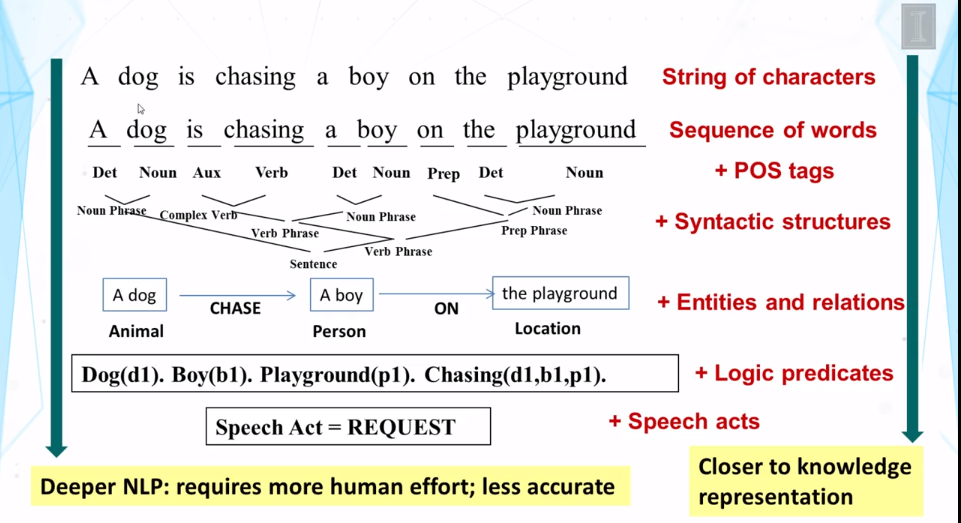 A dog is chasing a boy on the playground String of characters
A dog is chasing a boy on the playground Sequence of words
Det Noun Aux Verb Det Noun Prep Det Noun + POS tags
Noun Phrase Complex Verb Noun Phrase Noun Phrase + Syntactic structures
Verb Phrase Prep Phrase
Verb Phrase
Sentence
A dog CHASE A boy ON the playground + Entities and relations
Animal Person Location
Dog(d1). Boy(b1). Playground(p1). Chasing(d1,b1,p1). + Logic predicates
Speech Act = REQUEST + Speech acts
Deeper NLP: requires more human effort; less accurate
Closer to knowledge
representation
I